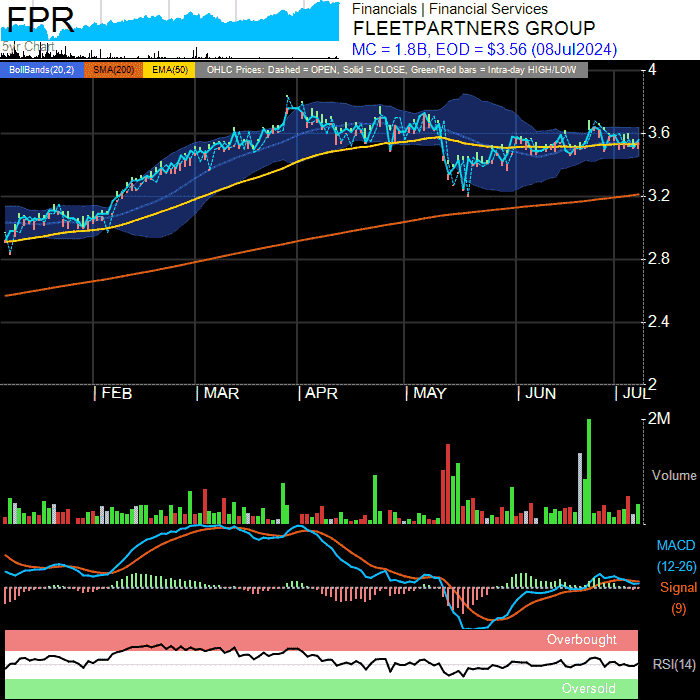 FPR
5yr Chart
Financials | Financial Services
FLEETPARTNERS GROUP
MC = 1.8B, EOD = $3.56 (08Jul2024)
BollBands(20,2) SMA(200) EMA(50) OHLC Prices: Dashed = OPEN, Solid = CLOSE, Green/Red bars = Intra-day HIGH/LOW
4
3.6
3.2
2.8
2.4
2
| FEB | MAR | APR | MAY | JUN | JUL
2M
Volume
MACD
(12-26)
Signal
(9)
Overbought
RSI(14)
Oversold